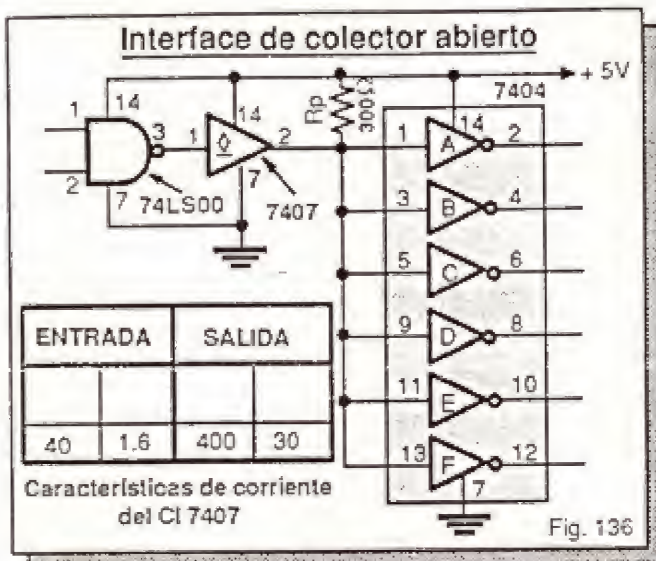 Interface de colector abierto
+ 5V
7404
Rp
300Ω
1
14
3
1
14
2
1
A
14
2
2
7
74LS00
7
7407
3
B
4
5
C
6
9
D
8
11
E
10
13
F
12
7
ENTRADA SALIDA
40 1.6 400 30
Características de corriente
del CI 7407
Fig. 136